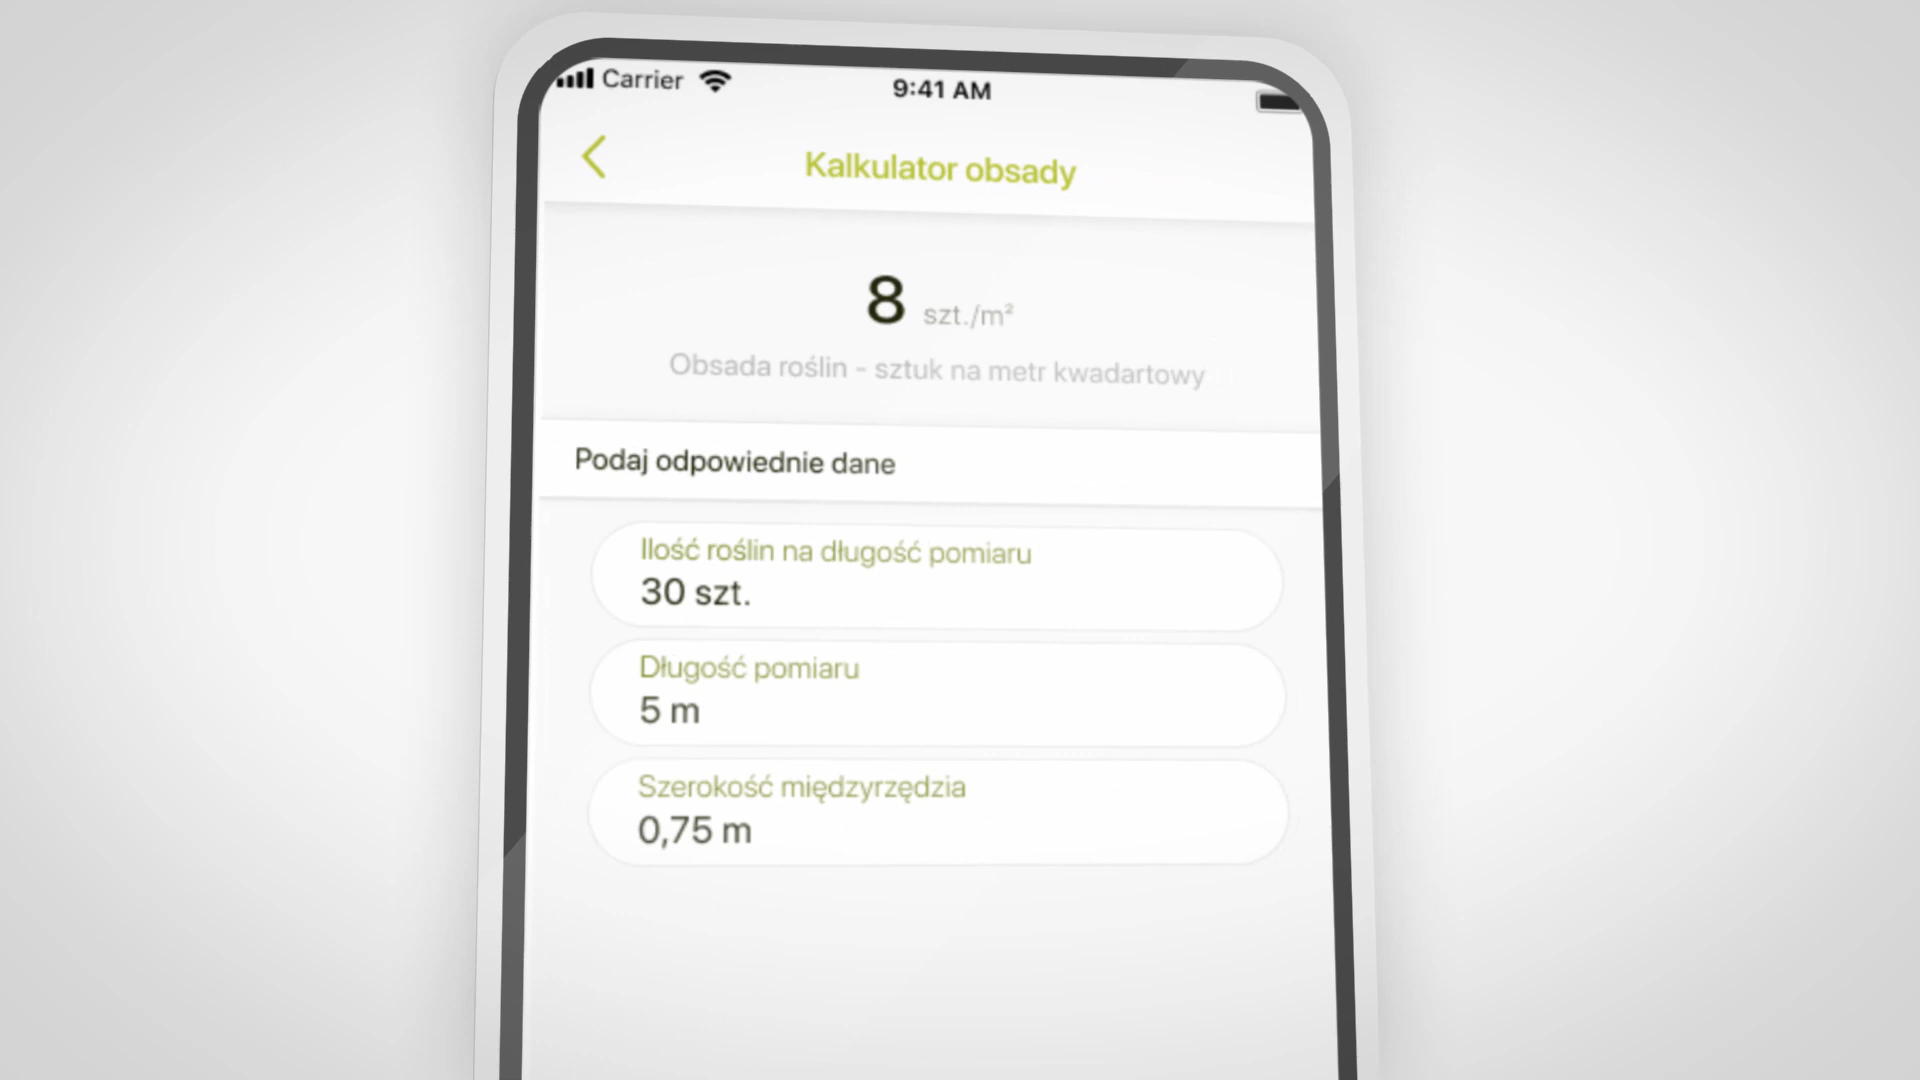 Carrier
9:41 AM
Kalkulator obsady
8 szt./m²
Obsada roślin - sztuk na metr kwadartowy
Podaj odpowiednie dane
Ilość roślin na długość pomiaru
30 szt.
Długość pomiaru
5 m
Szerokość międzyrzędzia
0,75 m